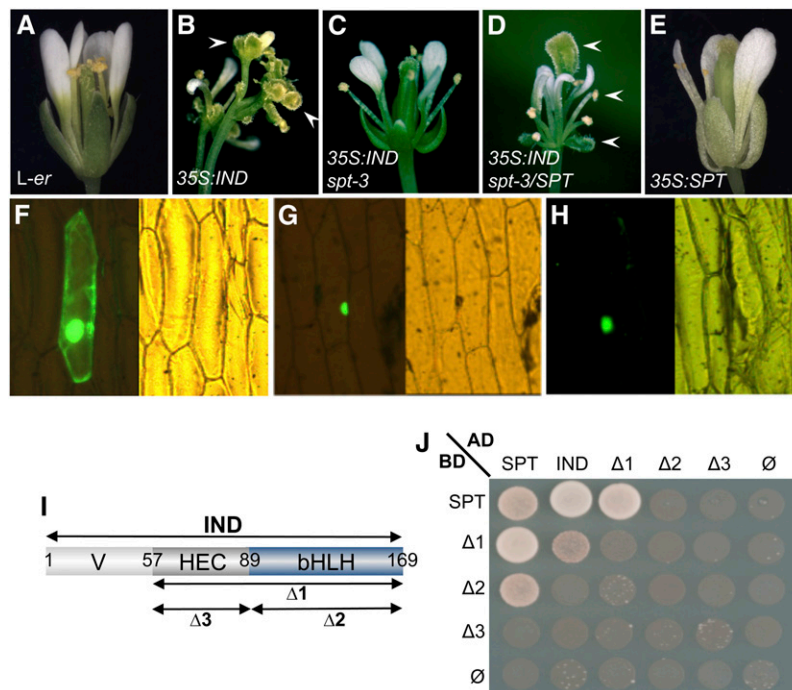 A B C D E
L-er 35S:IND 35S:IND 35S:IND 35S:SPT
spt-3 spt-3/SPT
F G H
J
AD
BD
SPT IND Δ1 Δ2 Δ3 Ø
SPT
Δ1
Δ2
Δ3
Ø
I
IND
1 V 57 HEC 89 bHLH 169
Δ1
Δ3 Δ2